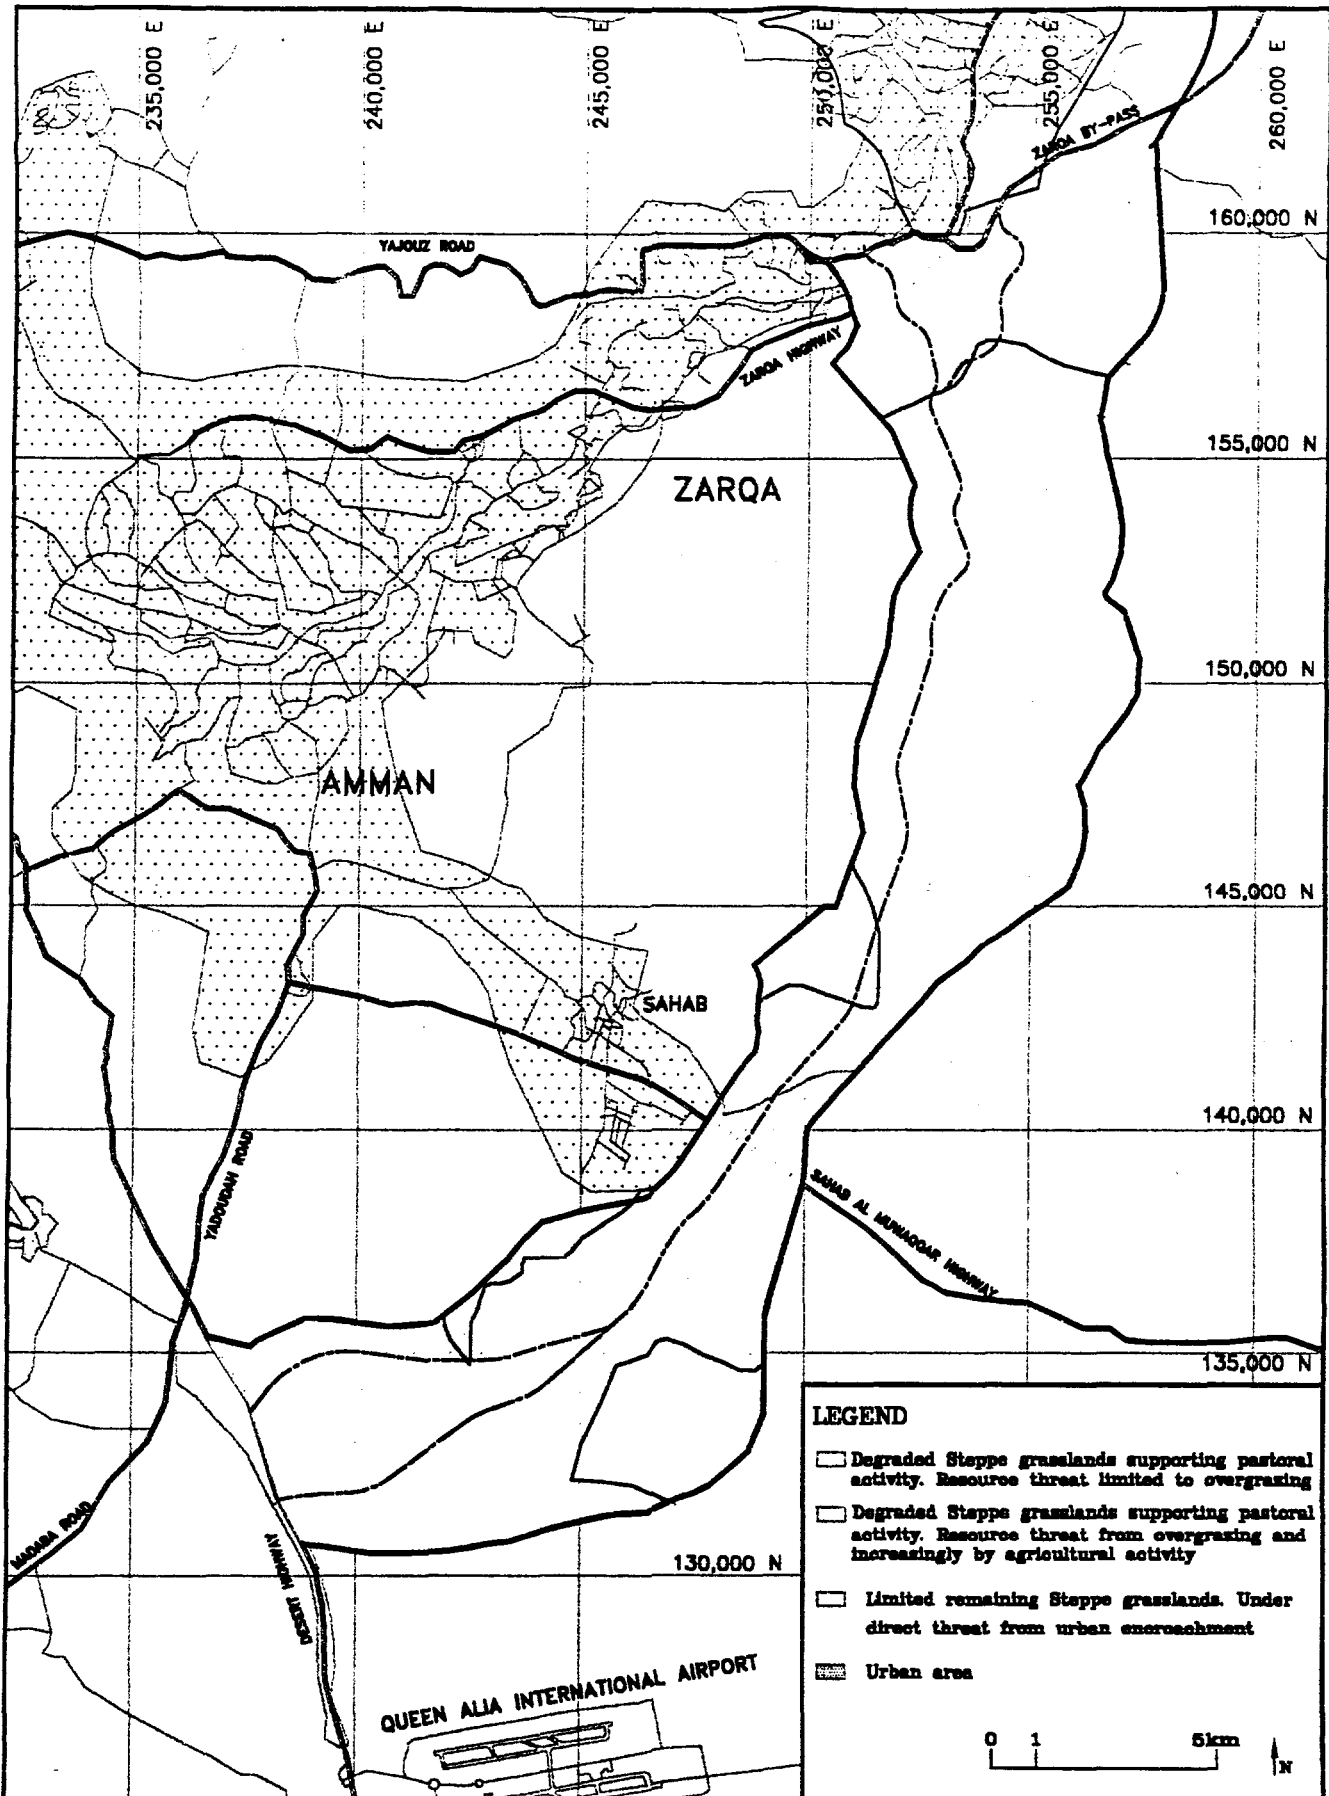 235,000 E
240,000 E
245,000 E
250,000 E
255,000 E
260,000 E
ZARQA BY-PASS
160,000 N
YAJOUZ ROAD
ZARQA HIGHWAY
155,000 N
ZARQA
150,000 N
AMMAN
145,000 N
SAHAB
140,000 N
YADOUDAH ROAD
SAHAB AL MUWAQQAR HIGHWAY
135,000 N
LEGEND
Degraded Steppe grasslands supporting pastoral
activity. Resource threat limited to overgrazing
Degraded Steppe grasslands supporting pastoral
activity. Resource threat from overgrazing and
increasingly by agricultural activity
Limited remaining Steppe grasslands. Under
direct threat from urban encroachment
Urban area
MADABA ROAD
DESERT HIGHWAY
130,000 N
QUEEN ALIA INTERNATIONAL AIRPORT
0 1 5km
N